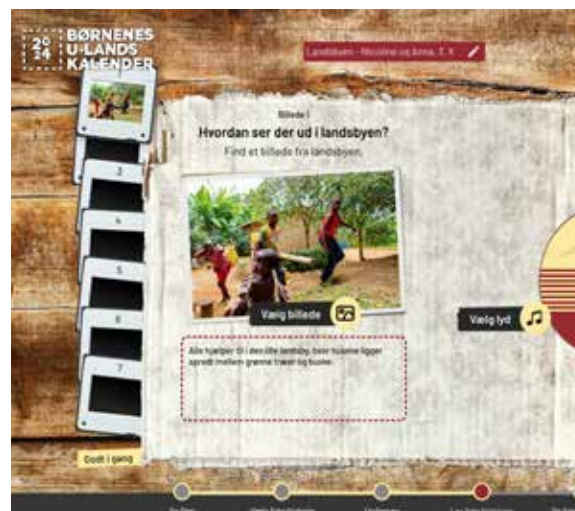 20
24
BØRNENES
U-LANDS
KALENDER
Landsbyen - Nicoline og Anna, 3. X
Billede 1
Hvordan ser der ud i landsbyen?
Find et billede fra landsbyen.
3
4
5
6
7
Vælg billede
Vælg lyd
Alle hjælper til i den lille landsby, hvor husene ligger
spredt mellem grønne træer og buske.
Godt i gang